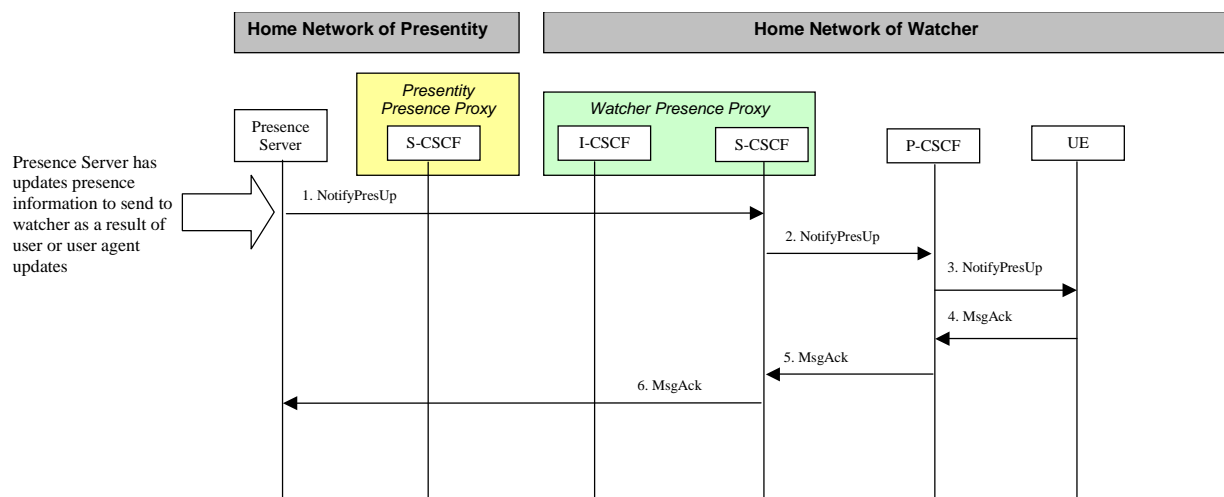 Home Network of Presentity
Home Network of Watcher
Presentity
Presence Proxy
Watcher Presence Proxy
Presence
Server
S-CSCF
I-CSCF
S-CSCF
P-CSCF
UE
Presence Server has
updates presence
information to send to
watcher as a result of
user or user agent
updates
1. NotifyPresUp
2. NotifyPresUp
3. NotifyPresUp
4. MsgAck
5. MsgAck
6. MsgAck